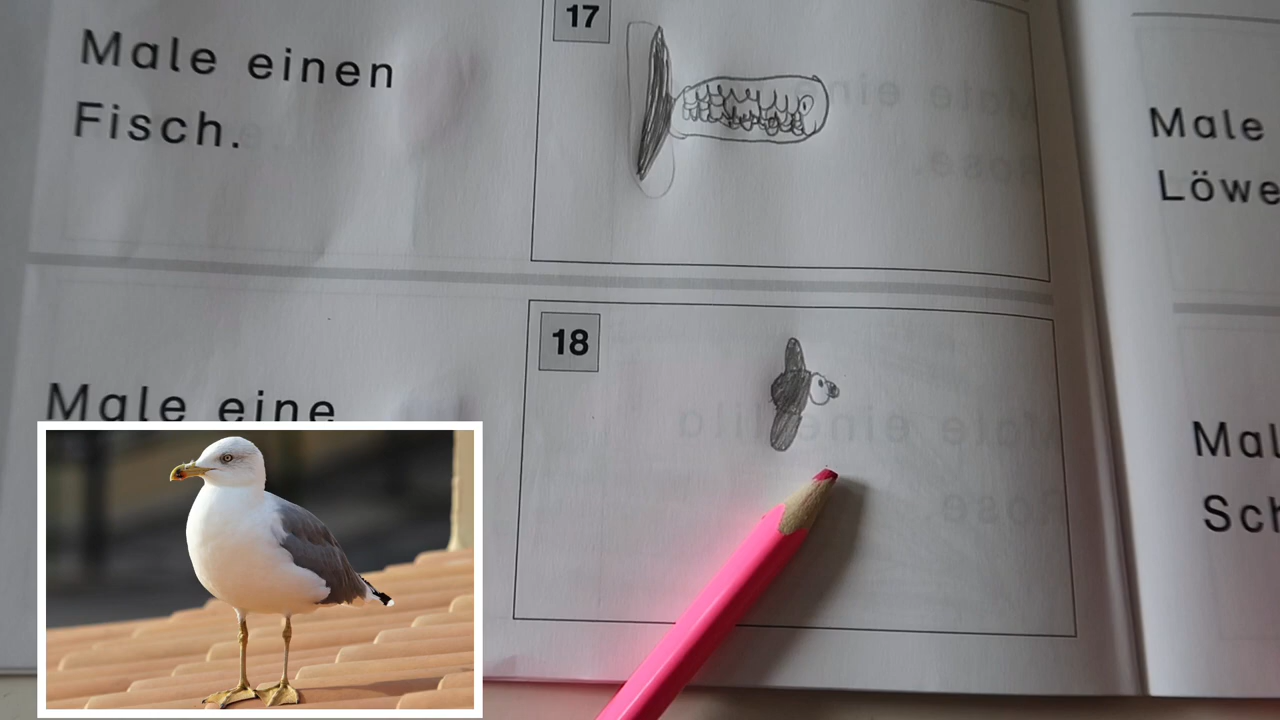 17
Male einen
Fisch.
18
Male eine
Male
Löwe
Mal
Sch